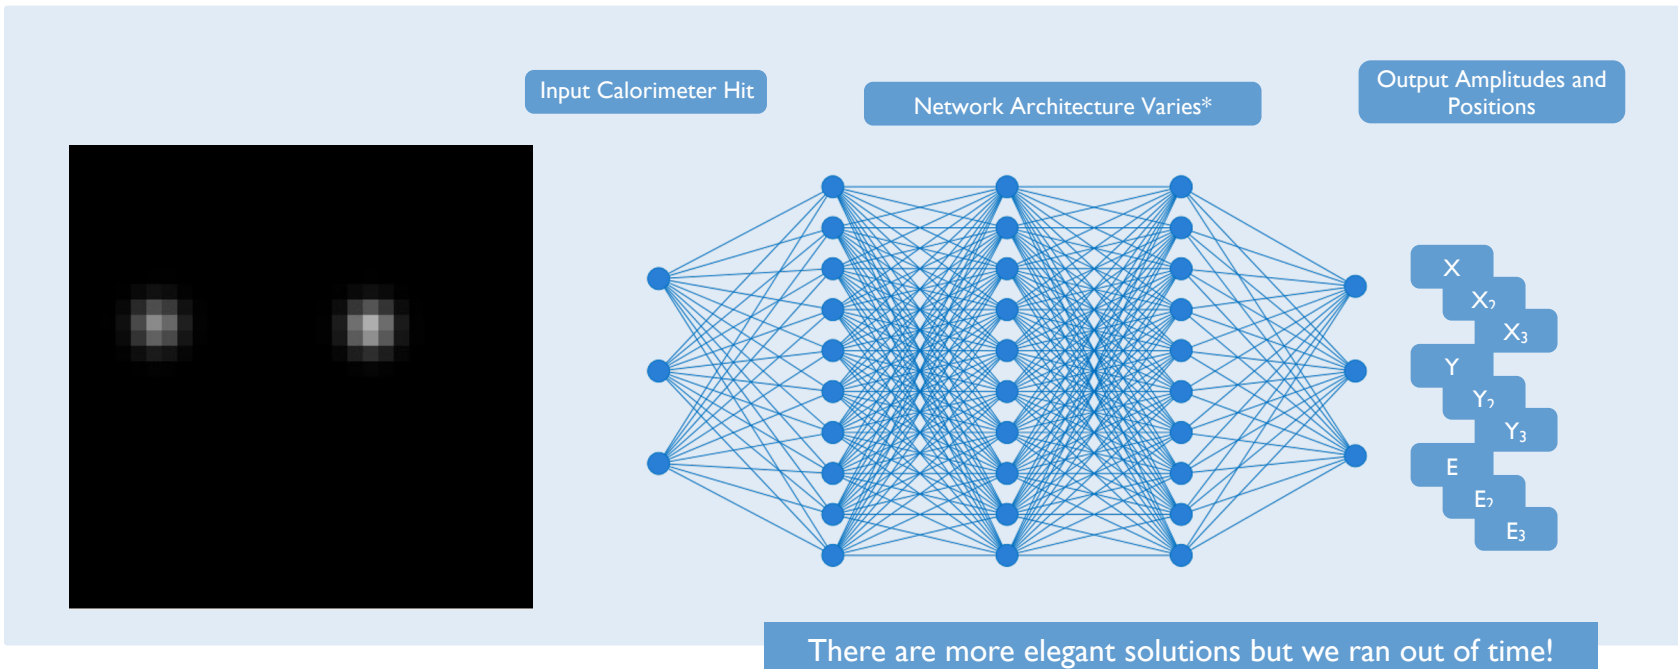 Input Calorimeter Hit
Network Architecture Varies*
Output Amplitudes and
Positions
X
X₂
X₃
Y
Y₂
Y₃
E
E₂
E₃
There are more elegant solutions but we ran out of time!